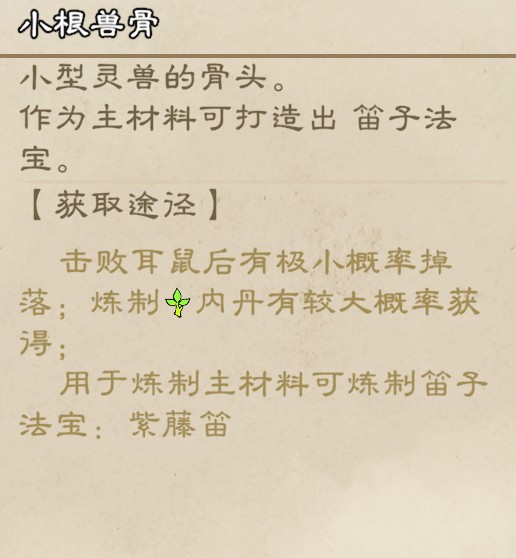 小根兽骨
小型灵兽的骨头。
作为主材料可打造出 笛子法
宝。
【获取途径】
击败耳鼠后有极小概率掉
落；炼制内丹有较大概率获
得；
用于炼制主材料可炼制笛子
法宝：紫藤笛